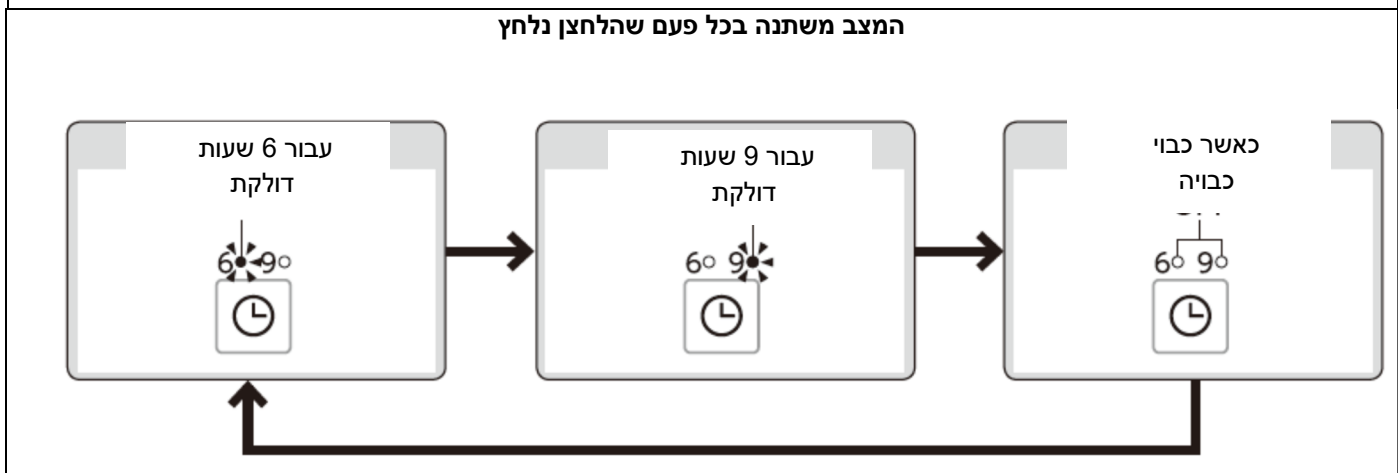 המצב משתנה בכל פעם שהלחצן נלחץ
עבור 6 שעות
דולקת
6 9
עבור 9 שעות
דולקת
6 9
כאשר כבוי
כבויה
6 9